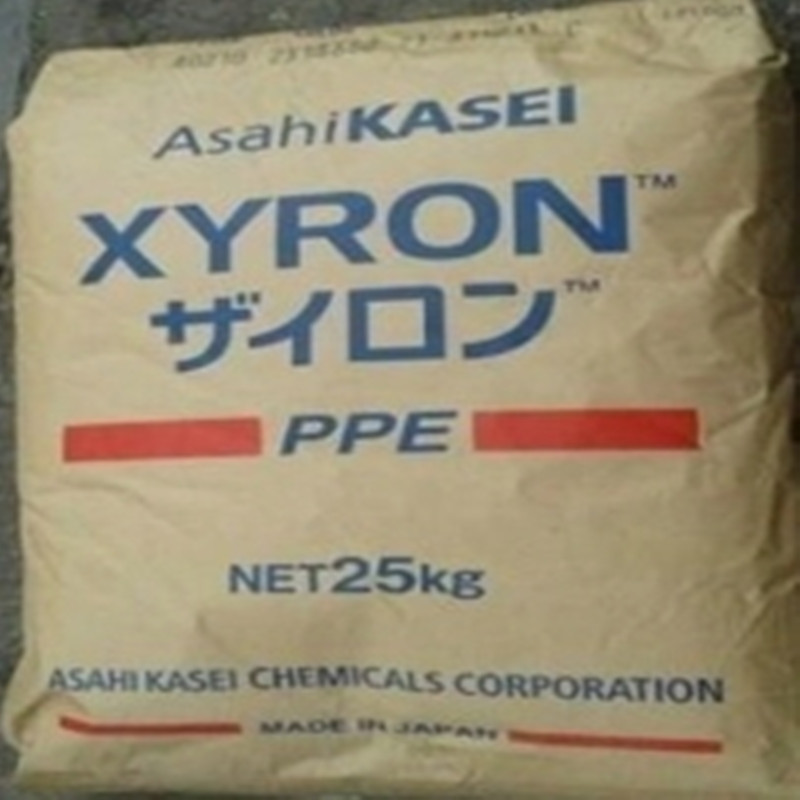 AsahiKASEI
XYRON™
ザイロン™
PPE
NET25kg
ASAHI KASEI CHEMICALS CORPORATION
MADE IN JAPAN